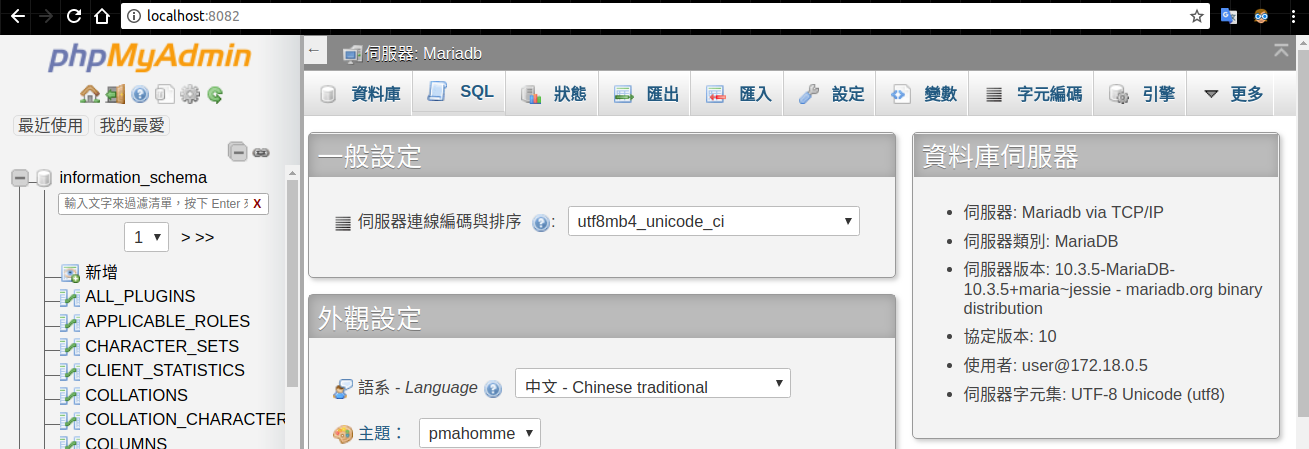 localhost:8082
phpMyAdmin
最近使用 我的最愛
information_schema
輸入文字來過濾清單，按下 Enter X
1 > >>
新增
ALL_PLUGINS
APPLICABLE_ROLES
CHARACTER_SETS
CLIENT_STATISTICS
COLLATIONS
COLLATION_CHARACTER
COLUMNS
伺服器: Mariadb
資料庫 SQL 狀態 匯出 匯入 設定 變數 字元編碼 引擎 更多
一般設定
伺服器連線編碼與排序 : utf8mb4_unicode_ci
外觀設定
語系 - Language 中文 - Chinese traditional
主題： pmahomme
資料庫伺服器
伺服器: Mariadb via TCP/IP
伺服器類別: MariaDB
伺服器版本: 10.3.5-MariaDB-
10.3.5+maria~jessie - mariadb.org binary
distribution
協定版本: 10
使用者: user@172.18.0.5
伺服器字元集: UTF-8 Unicode (utf8)